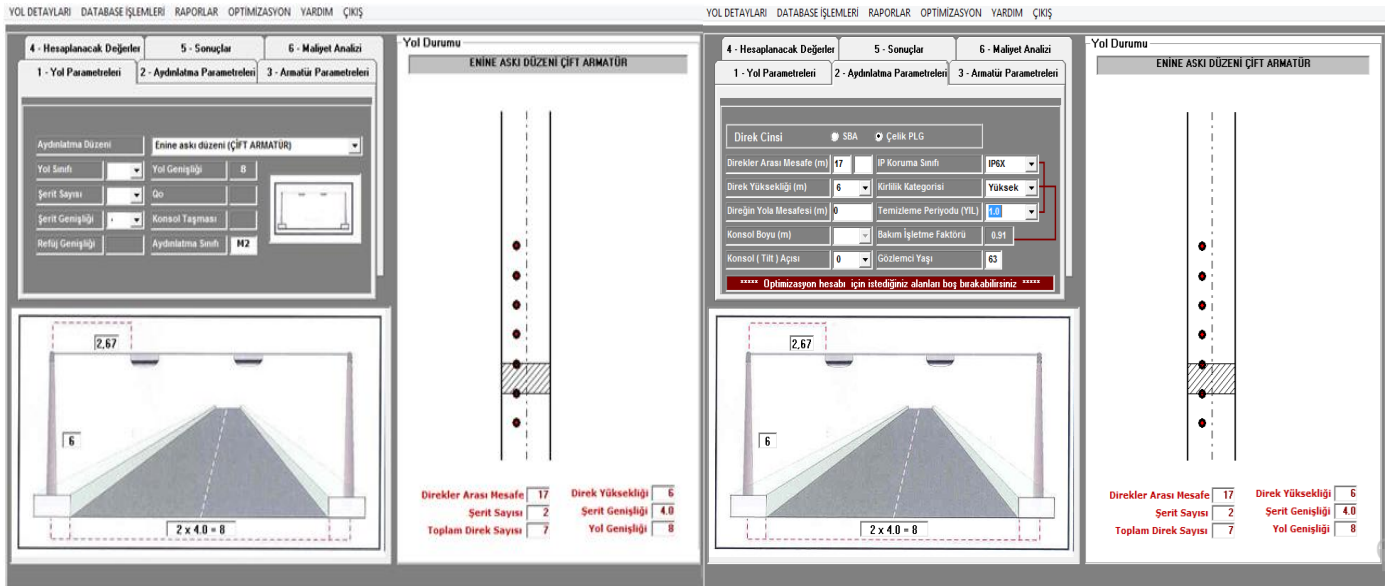 YOL DETAYLARI DATABASE İŞLEMLERİ RAPORLAR OPTİMİZASYON YARDIM ÇIKIŞ
4 - Hesaplanacak Değerler 5 - Sonuçlar 6 - Maliyet Analizi
1 - Yol Parametreleri 2 - Aydınlatma Parametreleri 3 - Armatür Parametreleri
Aydınlatma Düzeni Enine askı düzeni (ÇİFT ARMATÜR)
Yol Sınıfı Yol Genişliği 8
Şerit Sayısı Qo
Şerit Genişliği - Konsol Taşması
Refüj Genişliği Aydınlatma Sınıfı M2
2,67
6
2 x 4.0 = 8
Yol Durumu
ENİNE ASKI DÜZENİ ÇİFT ARMATÜR
Direkler Arası Mesafe 17 Direk Yüksekliği 6
Şerit Sayısı 2 Şerit Genişliği 4.0
Toplam Direk Sayısı 7 Yol Genişliği 8
YOL DETAYLARI DATABASE İŞLEMLERİ RAPORLAR OPTİMİZASYON YARDIM ÇIKIŞ
4 - Hesaplanacak Değerler 5 - Sonuçlar 6 - Maliyet Analizi
1 - Yol Parametreleri 2 - Aydınlatma Parametreleri 3 - Armatür Parametreleri
Direk Cinsi SBA Çelik PLG
Direkler Arası Mesafe (m) 17 IP Koruma Sınıfı IP6X
Direk Yüksekliği (m) 6 Kirlilik Kategorisi Yüksek
Direğin Yola Mesafesi (m) 0 Temizleme Periyodu (YIL) 1.0
Konsol Boyu (m) Bakım İşletme Faktörü 0.91
Konsol ( Tilt ) Açısı 0 Gözlemci Yaşı 63
***** Optimizasyon hesabı için istediğiniz alanları boş bırakabilirsiniz *****
2,67
6
2 x 4.0 = 8
Yol Durumu
ENİNE ASKI DÜZENİ ÇİFT ARMATÜR
Direkler Arası Mesafe 17 Direk Yüksekliği 6
Şerit Sayısı 2 Şerit Genişliği 4.0
Toplam Direk Sayısı 7 Yol Genişliği 8